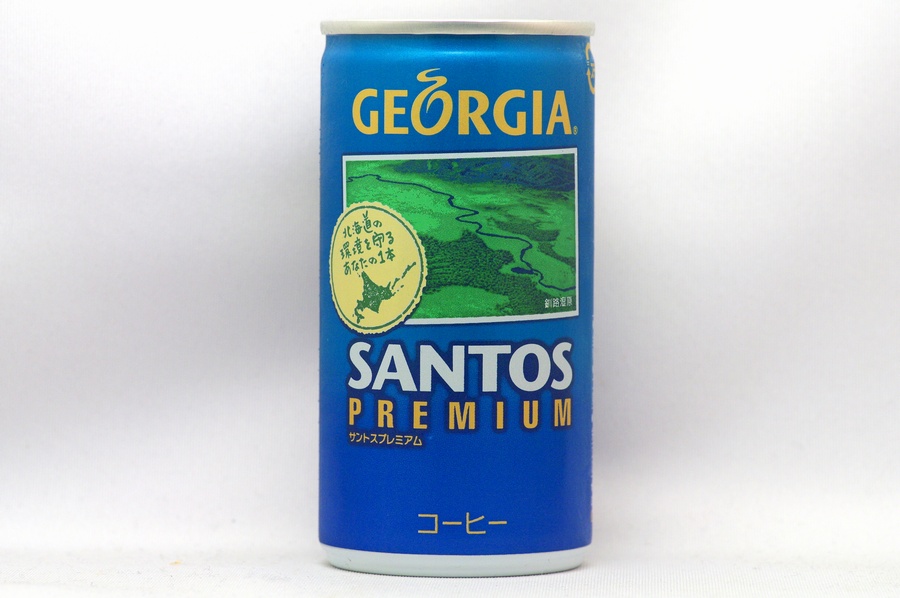 GEORGIA®
北海道の
環境を守る
あなたの1本
釧路湿原
SANTOS
PREMIUM
サントスプレミアム
コーヒー